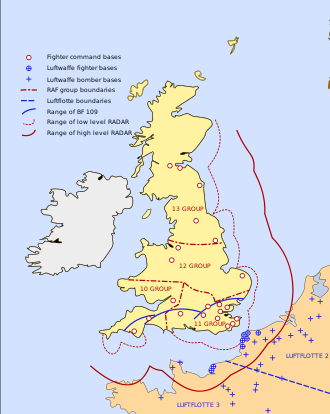 Fighter command bases
Luftwaffe fighter bases
Luftwaffe bomber bases
RAF group boundaries
Luftflotte boundaries
Range of BF 109
Range of low level RADAR
Range of high level RADAR
13 GROUP
12 GROUP
10 GROUP
11 GROUP
LUFTFLOTTE 2
LUFTFLOTTE 3